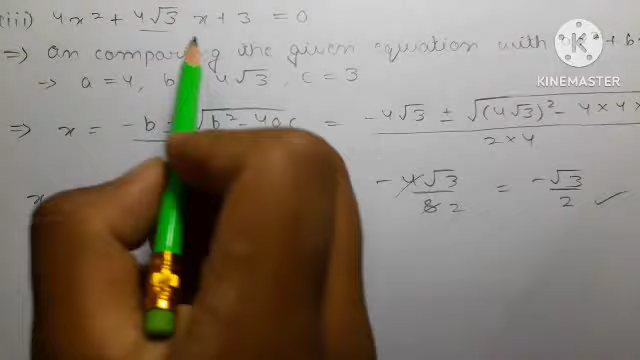 (iii) 4x² + 4√3 x + 3 = 0
⇒ on comparing the given equation with
→ a = 4, b 4√3, c = 3
⇒ x = -b ± √b² - 4ac / = -4√3 ± √(4√3)² - 4 × 4 × / 2 × 4
x - 4√3 / 8 2 = -√3 / 2 ✓
KINEMASTER